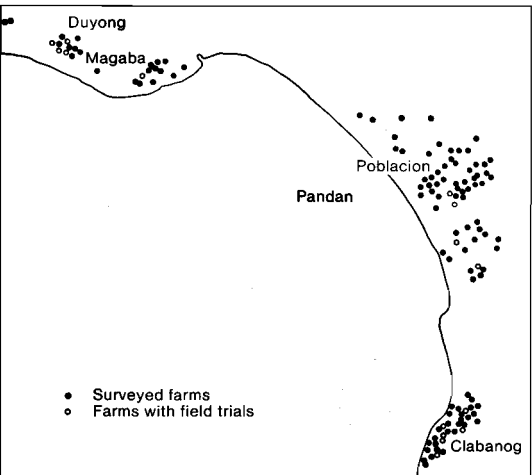 Duyong
Magaba
Poblacion
Pandan
Surveyed farms
Farms with field trials
Clabanog